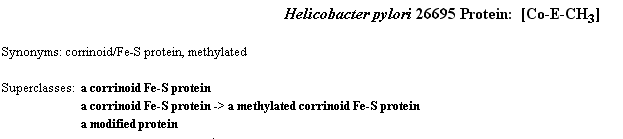 Helicobacter pylori 26695 Protein: [Co-E-CH3]
Synonyms: corrinoid/Fe-S protein, methylated
Superclasses: a corrinoid Fe-S protein
a corrinoid Fe-S protein -> a methylated corrinoid Fe-S protein
a modified protein